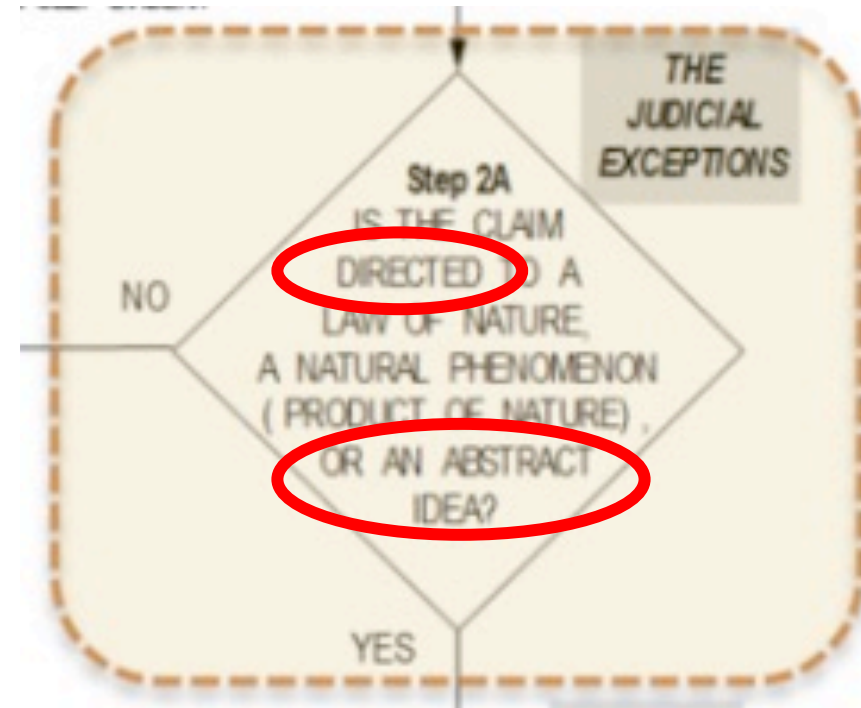 THE
JUDICIAL
EXCEPTIONS
Step 2A
IS THE CLAIM
DIRECTED TO A
LAW OF NATURE,
A NATURAL PHENOMENON
( PRODUCT OF NATURE) ,
OR AN ABSTRACT
IDEA?
NO
YES